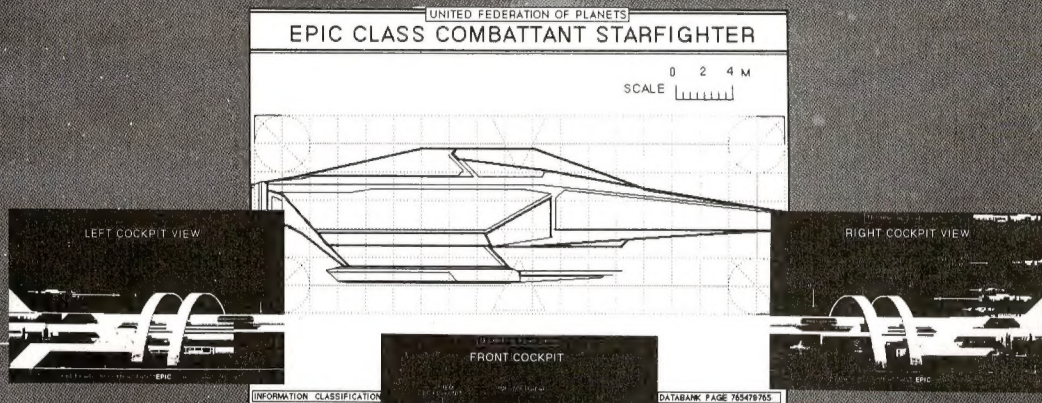 UNITED FEDERATION OF PLANETS
EPIC CLASS COMBATTANT STARFIGHTER
0 2 4 M
SCALE
LEFT COCKPIT VIEW
RIGHT COCKPIT VIEW
EPIC
FRONT COCKPIT
EPIC
INFORMATION CLASSIFICATION
DATABANK PAGE 765479765